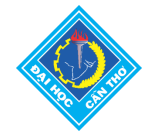 ĐẠI HỌC
CẦN THƠ